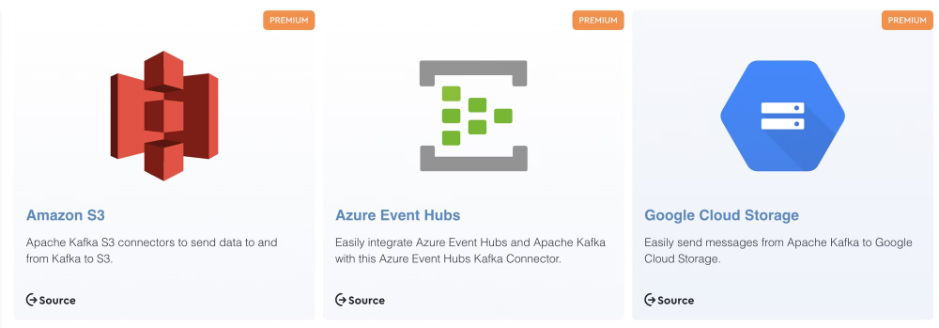 PREMIUM
PREMIUM
PREMIUM
Amazon S3
Apache Kafka S3 connectors to send data to and
from Kafka to S3.
Source
Azure Event Hubs
Easily integrate Azure Event Hubs and Apache Kafka
with this Azure Event Hubs Kafka Connector.
Source
Google Cloud Storage
Easily send messages from Apache Kafka to Google
Cloud Storage.
Source